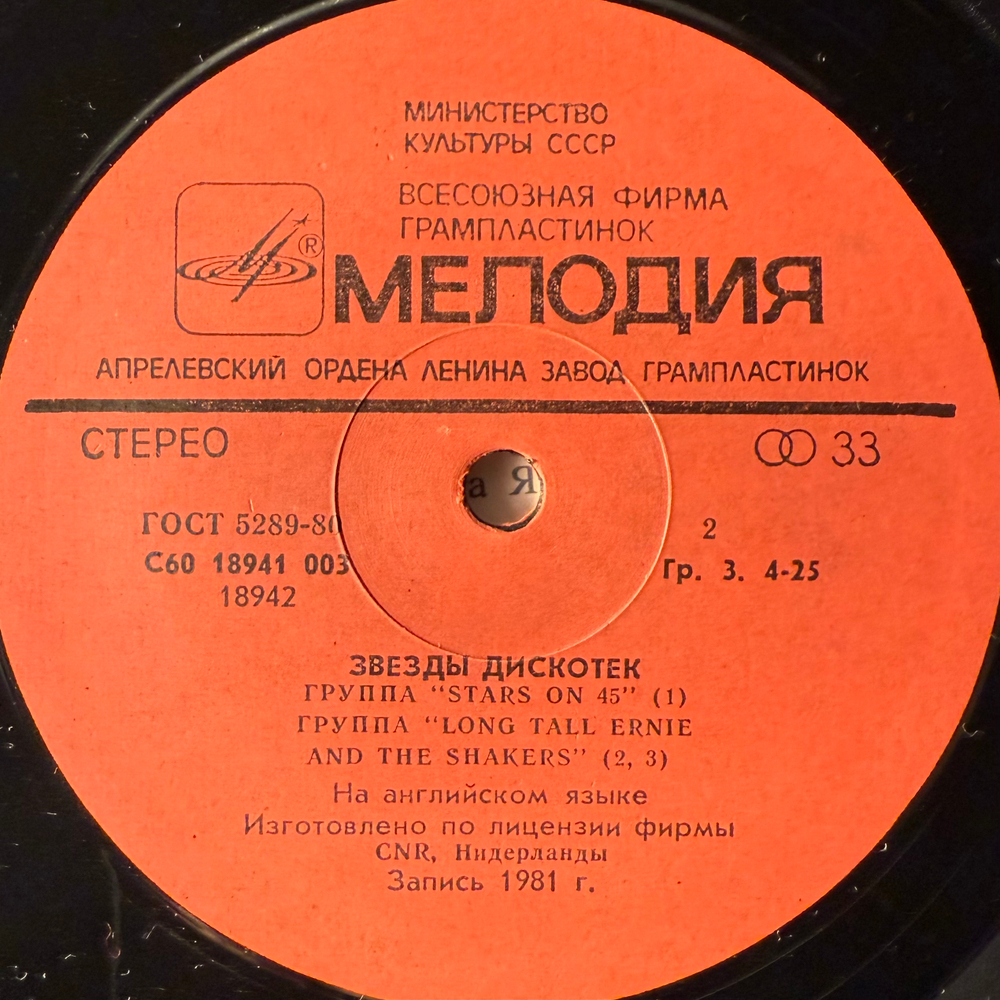 МИНИСТЕРСТВО
КУЛЬТУРЫ СССР
ВСЕСОЮЗНАЯ ФИРМА
ГРАМПЛАСТИНОК
®
МЕЛОДИЯ
АПРЕЛЕВСКИЙ ОРДЕНА ЛЕНИНА ЗАВОД ГРАМПЛАСТИНОК
СТЕРЕО
33
а Я
ГОСТ 5289-80
2
С60 18941 003
Гр. 3. 4-25
18942
ЗВЕЗДЫ ДИСКОТЕК
ГРУППА “STARS ON 45” (1)
ГРУППА “LONG TALL ERNIE
AND THE SHAKERS” (2, 3)
На английском языке
Изготовлено по лицензии фирмы
CNR, Нидерланды
Запись 1981 г.